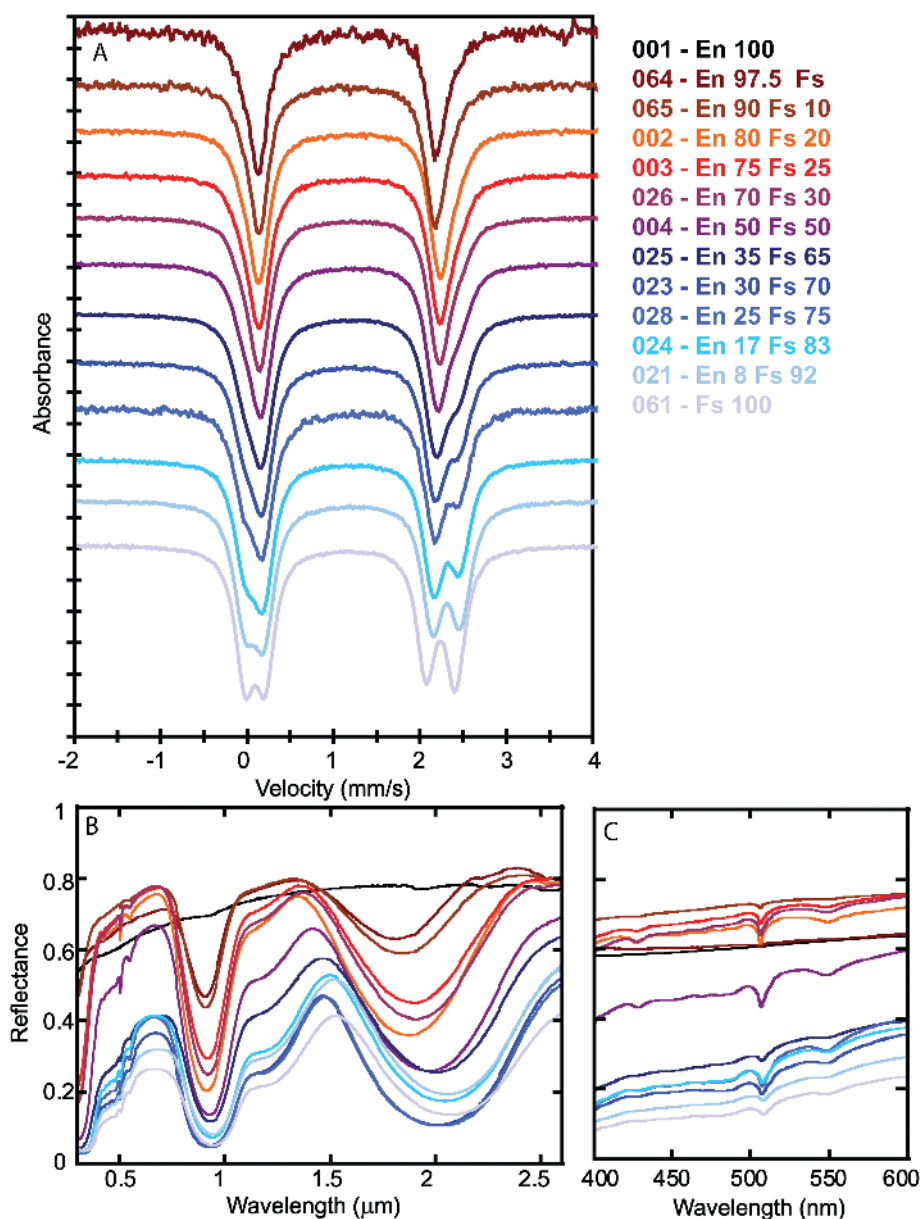 A
001 - En 100
064 - En 97.5 Fs
065 - En 90 Fs 10
002 - En 80 Fs 20
003 - En 75 Fs 25
026 - En 70 Fs 30
004 - En 50 Fs 50
025 - En 35 Fs 65
023 - En 30 Fs 70
028 - En 25 Fs 75
024 - En 17 Fs 83
021 - En 8 Fs 92
061 - Fs 100
Absorbance
-2 -1 0 1 2 3 4
Velocity (mm/s)
B
1
0.8
0.6
0.4
0.2
0
Reflectance
0.5 1 1.5 2 2.5
Wavelength (μm)
C
400 450 500 550 600
Wavelength (nm)